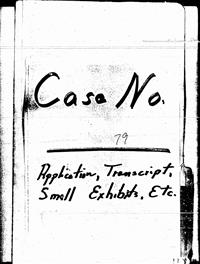 Case No.
79
Application, Transcript,
Small Exhibits, Etc.